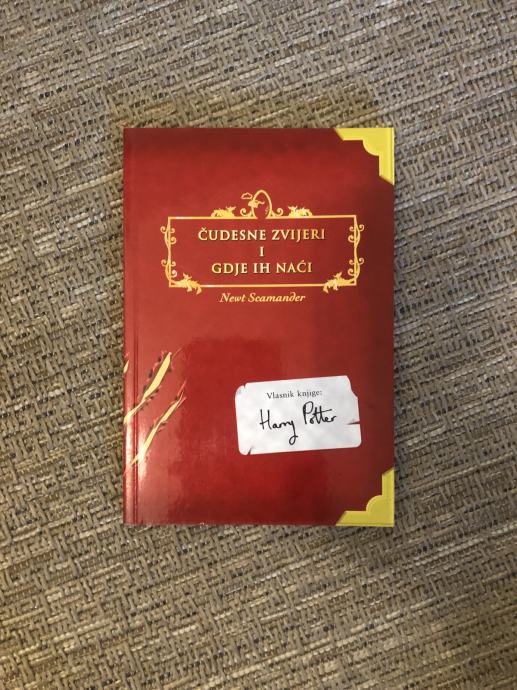 ČUDESNE ZVIJERI
I
GDJE IH NAĆI
Newt Scamander
Vlasnik knjige:
Harry Potter